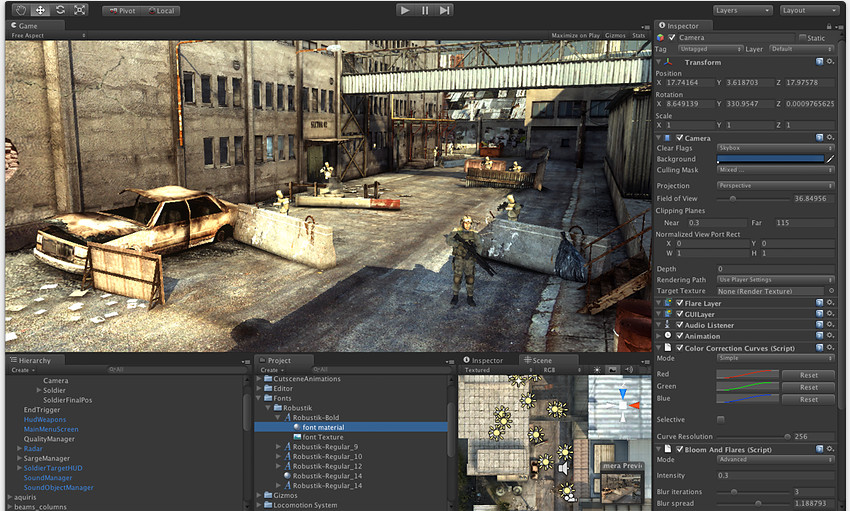 Pivot Local Layers Layout
Game
Free Aspect Maximize on Play Gizmos Stats
SECTOR 02
Inspector
Camera Static
Tag Untagged Layer Default
Transform
Position
X 17.74164 Y 3.618703 Z 17.97578
Rotation
X 8.649139 Y 330.9547 Z 0.0009765625
Scale
X 1 Y 1 Z 1
Camera
Clear Flags Skybox
Background
Culling Mask Mixed ...
Projection Perspective
Field of View 36.84956
Clipping Planes
Near 0.3 Far 115
Normalized View Port Rect
X 0 Y 0
W 1 H 1
Depth 0
Rendering Path Use Player Settings
Target Texture None (Render Texture)
Flare Layer
GUILayer
Audio Listener
Animation
Color Correction Curves (Script)
Mode Simple
Red Reset
Green Reset
Blue Reset
Selective
Curve Resolution 256
Bloom And Flares (Script)
Mode Advanced
Intensity 0.3
Blur iterations 3
Blur spread 1.188793
Hierarchy
Create All
Camera
Soldier
SoldierFinalPos
EndTrigger
HudWeapons
MainMenuScreen
QualityManager
Radar
SargeManager
SoldierTargetHUD
SoundManager
SoundObjectManager
aquiris
beams_columns
Project
Create All
CutsceneAnimations
Editor
Fonts
Robustik
Robustik-Bold
font material
font Texture
Robustik-Regular_9
Robustik-Regular_10
Robustik-Regular_12
Robustik-Regular_14
Robustik-Regular_14
Gizmos
Locomotion System
Inspector Scene
Textured RGB
mera Previ